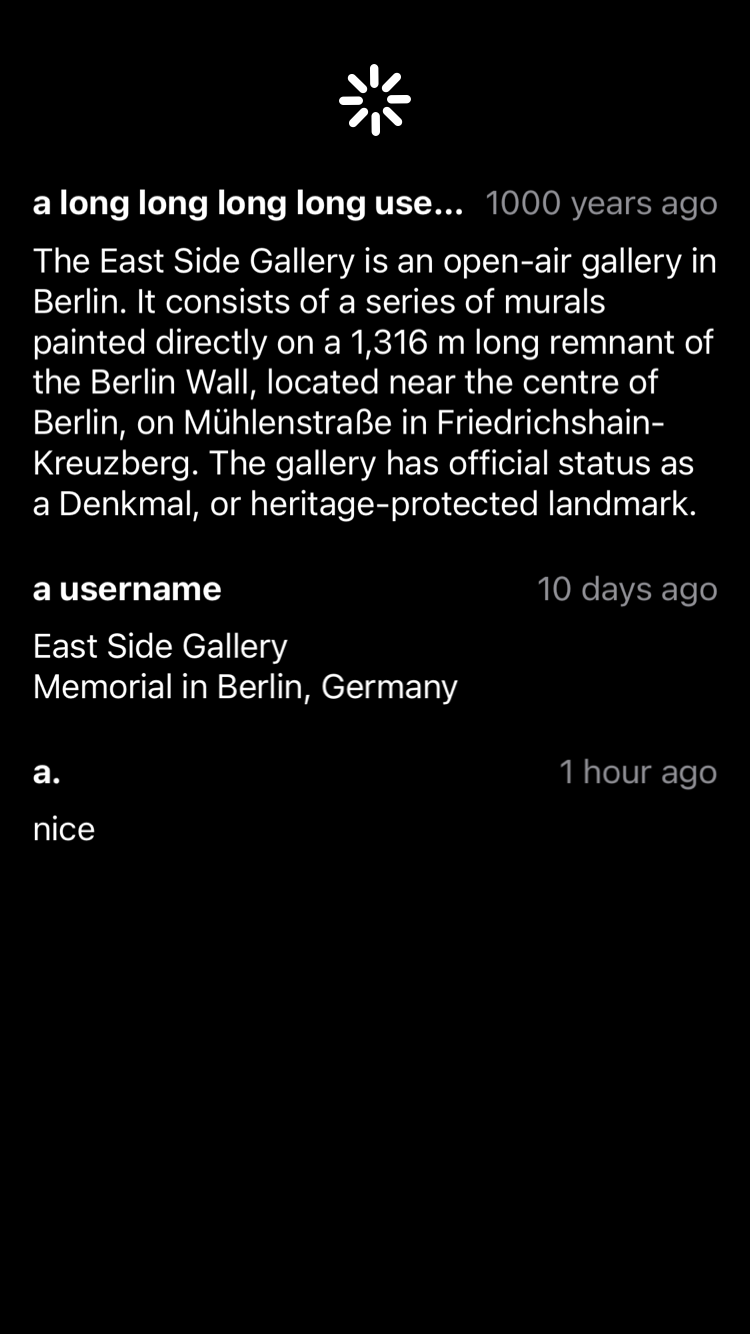 a long long long long use... 1000 years ago
The East Side Gallery is an open-air gallery in
Berlin. It consists of a series of murals
painted directly on a 1,316 m long remnant of
the Berlin Wall, located near the centre of
Berlin, on Mühlenstraße in Friedrichshain-
Kreuzberg. The gallery has official status as
a Denkmal, or heritage-protected landmark.
a username 10 days ago
East Side Gallery
Memorial in Berlin, Germany
a. 1 hour ago
nice